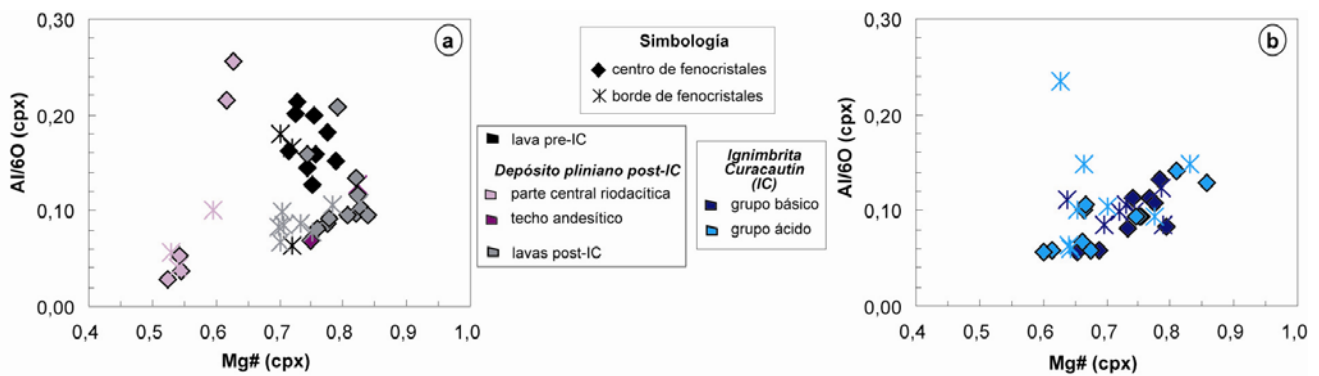 0,30
0,20
0,10
0,00
Al/6O (cpx)
a
0,4 0,5 0,6 0,7 0,8 0,9 1,0
Mg# (cpx)
Simbología
centro de fenocristales
borde de fenocristales
lava pre-IC
Depósito pliniano post-IC
parte central riodacítica
techo andesítico
lavas post-IC
Ignimbrita
Curacautín
(IC)
grupo básico
grupo ácido
0,30
0,20
0,10
0,00
Al/6O (cpx)
b
0,4 0,5 0,6 0,7 0,8 0,9 1,0
Mg# (cpx)